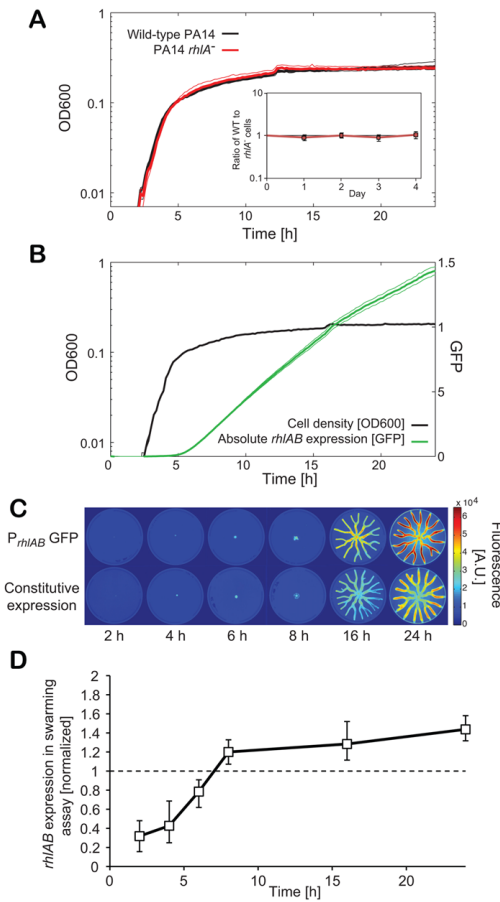 A
Wild-type PA14
PA14 rhlA-
1
0.1
0.01
OD600
10
1
0.1
Ratio of WT to
rhlA- cells
0 1 2 3 4
Day
0 5 10 15 20
Time [h]
B
1
0.1
0.01
OD600
1.5
1
5
0
GFP
Cell density [OD600]
Absolute rhlAB expression [GFP]
0 5 10 15 20
Time [h]
C
PrhlAB GFP
Constitutive
expression
2 h 4 h 6 h 8 h 16 h 24 h
x 10⁴
6
5
4
3
2
1
0
Fluorescence
[A.U.]
D
2
1.8
1.6
1.4
1.2
1
0.8
0.6
0.4
0.2
0
rhlAB expression in swarming
assay [normalized]
0 5 10 15 20
Time [h]